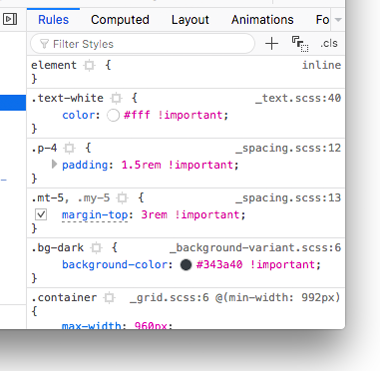 Rules Computed Layout Animations Fo
Filter Styles + .cls
element { inline
}
.text-white { _text.scss:40
color: #fff !important;
}
.p-4 { _spacing.scss:12
padding: 1.5rem !important;
}
.mt-5, .my-5 { _spacing.scss:13
margin-top: 3rem !important;
}
.bg-dark { _background-variant.scss:6
background-color: #343a40 !important;
}
.container _grid.scss:6 @(min-width: 992px)
{
max-width: 960px;